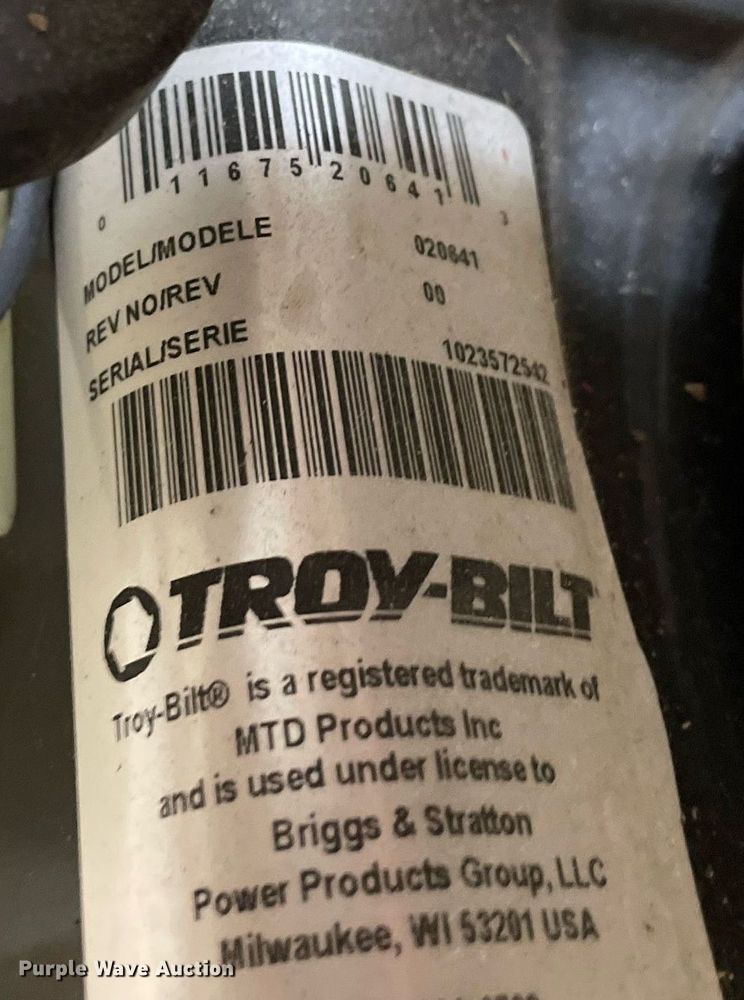 0 11675 20641 3
MODEL/MODELE 020641
REV NO/REV 00
SERIAL/SERIE 1023572542
TROY-BILT
Troy-Bilt® is a registered trademark of
MTD Products Inc
and is used under license to
Briggs & Stratton
Power Products Group, LLC
Milwaukee, WI 53201 USA
Purple Wave Auction